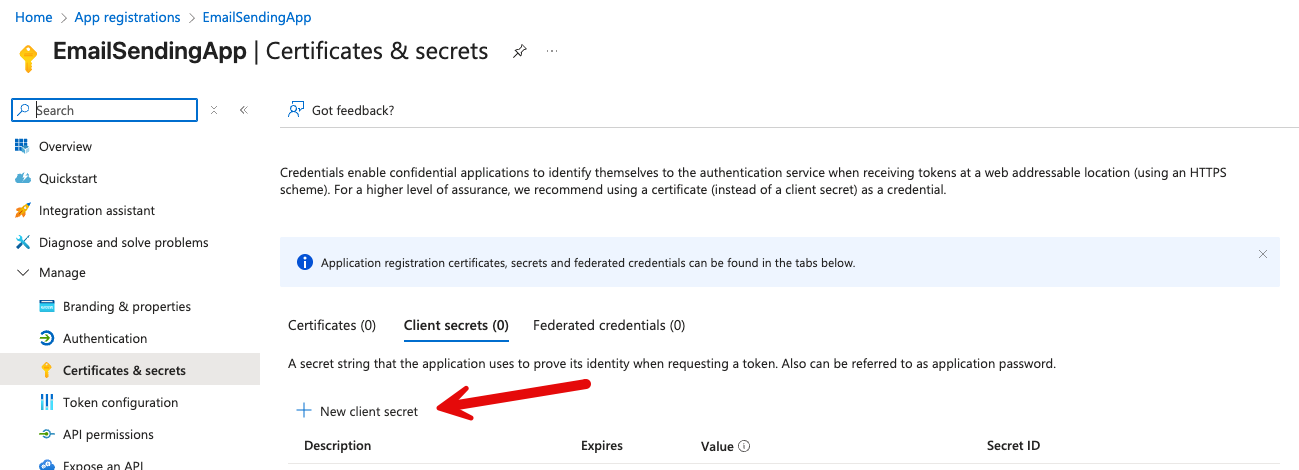 Home > App registrations > EmailSendingApp
EmailSendingApp | Certificates & secrets
Search
Got feedback?
Overview
Quickstart
Integration assistant
Diagnose and solve problems
Manage
Branding & properties
Authentication
Certificates & secrets
Token configuration
API permissions
Expose an API
Credentials enable confidential applications to identify themselves to the authentication service when receiving tokens at a web addressable location (using an HTTPS
scheme). For a higher level of assurance, we recommend using a certificate (instead of a client secret) as a credential.
Application registration certificates, secrets and federated credentials can be found in the tabs below.
Certificates (0) Client secrets (0) Federated credentials (0)
A secret string that the application uses to prove its identity when requesting a token. Also can be referred to as application password.
New client secret
Description Expires Value Secret ID